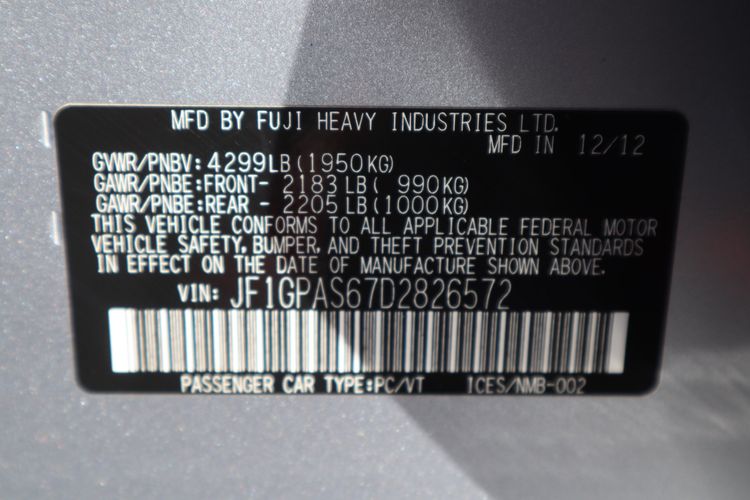 MFD BY FUJI HEAVY INDUSTRIES LTD.
MFD IN 12/12
GVWR/PNBV: 4299LB (1950KG)
GAWR/PNBE: FRONT- 2183 LB ( 990KG)
GAWR/PNBE: REAR - 2205 LB (1000KG)
THIS VEHICLE CONFORMS TO ALL APPLICABLE FEDERAL MOTOR
VEHICLE SAFETY, BUMPER, AND THEFT PREVENTION STANDARDS
IN EFFECT ON THE DATE OF MANUFACTURE SHOWN ABOVE.
VIN: JF1GPAS67D2826572
PASSENGER CAR TYPE:PC/VT ICES/NMB-002